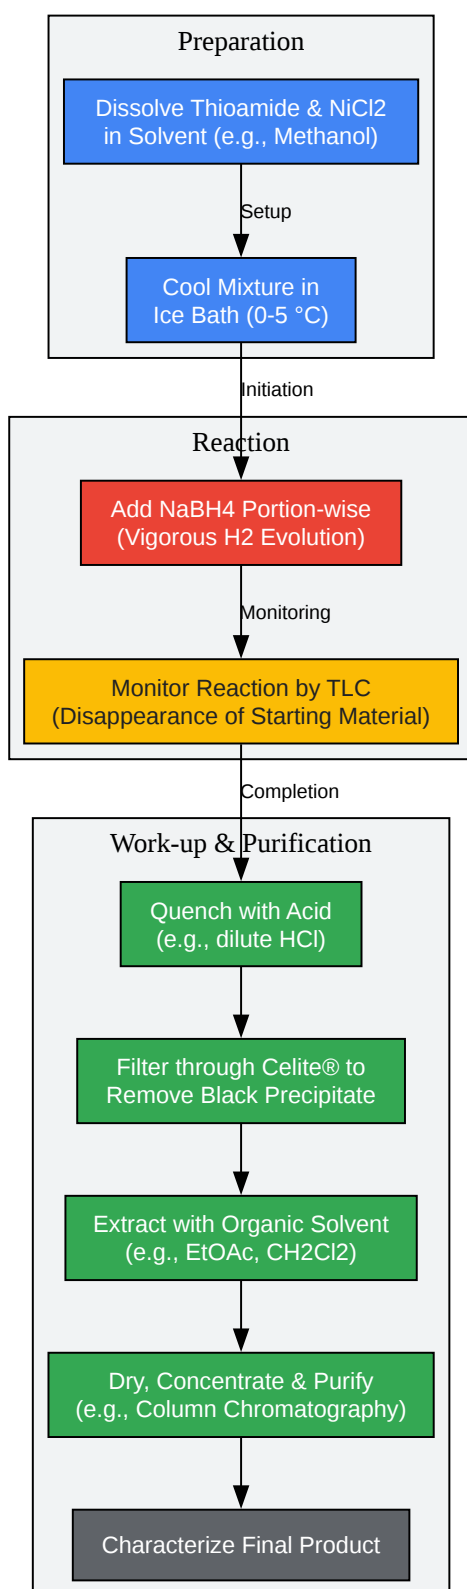 Preparation
Dissolve Thioamide & NiCl2
in Solvent (e.g., Methanol)
Setup
Cool Mixture in
Ice Bath (0-5 °C)
Initiation
Reaction
Add NaBH4 Portion-wise
(Vigorous H2 Evolution)
Monitoring
Monitor Reaction by TLC
(Disappearance of Starting Material)
Completion
Work-up & Purification
Quench with Acid
(e.g., dilute HCl)
Filter through Celite® to
Remove Black Precipitate
Extract with Organic Solvent
(e.g., EtOAc, CH2Cl2)
Dry, Concentrate & Purify
(e.g., Column Chromatography)
Characterize Final Product